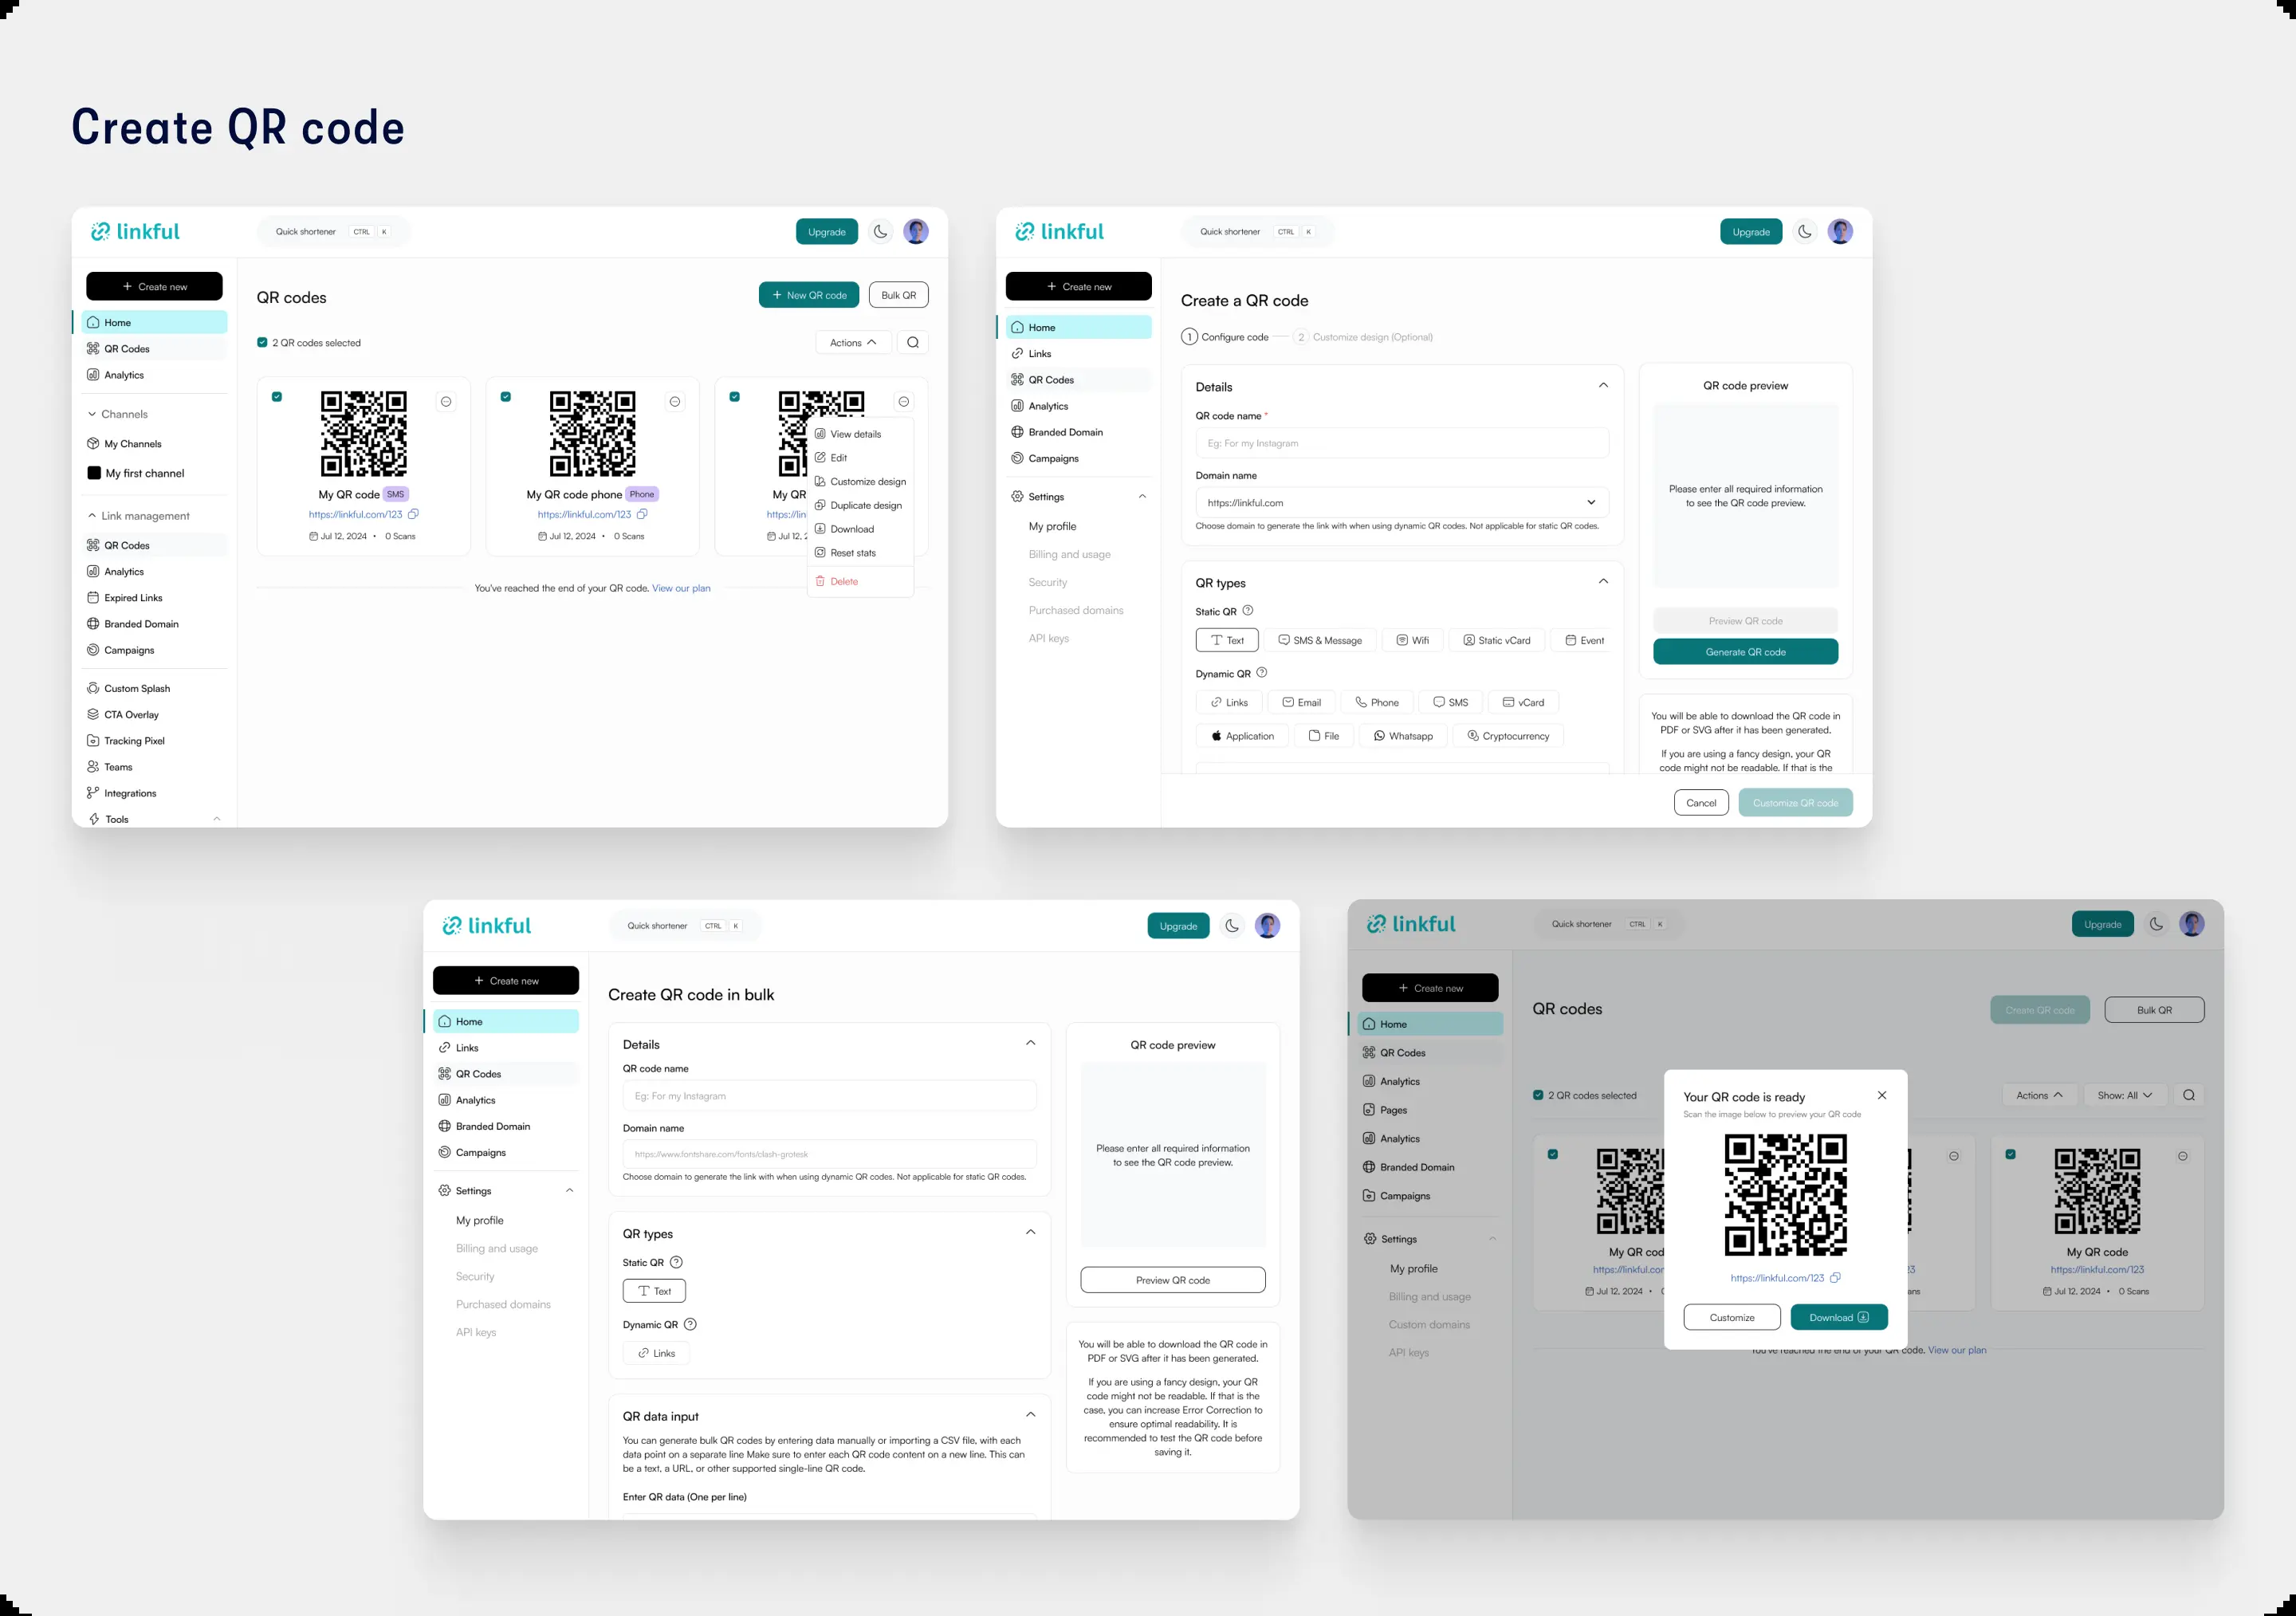 Create QR code
linkful
Quick shortener CTRL K
Upgrade
Create new
Home
QR Codes
Analytics
Channels
My Channels
My first channel
Link management
QR Codes
Analytics
Expired Links
Branded Domain
Campaigns
Custom Splash
CTA Overlay
Tracking Pixel
Teams
Integrations
Tools
QR codes
New QR code
Bulk QR
2 QR codes selected
Actions
My QR code SMS
https://linkful.com/123
Jul 12, 2024 • 0 Scans
My QR code phone Phone
https://linkful.com/123
Jul 12, 2024 • 0 Scans
My QR
https://linkful
Jul 12, 2
View details
Edit
Customize design
Duplicate design
Download
Reset stats
Delete
You've reached the end of your QR code. View our plan
linkful
Quick shortener CTRL K
Upgrade
Create new
Home
Links
QR Codes
Analytics
Branded Domain
Campaigns
Settings
My profile
Billing and usage
Security
Purchased domains
API keys
Create a QR code
1 Configure code 2 Customize design (Optional)
Details
QR code name *
Eg: For my Instagram
Domain name
https://linkful.com
Choose domain to generate the link with when using dynamic QR codes. Not applicable for static QR codes.
QR types
Static QR
Text SMS & Message Wifi Static vCard Event
Dynamic QR
Links Email Phone SMS vCard
Application File Whatsapp Cryptocurrency
QR code preview
Please enter all required information
to see the QR code preview.
Preview QR code
Generate QR code
You will be able to download the QR code in
PDF or SVG after it has been generated.
If you are using a fancy design, your QR
code might not be readable. If that is the
Cancel
Customize QR code
linkful
Quick shortener CTRL K
Upgrade
Create new
Home
Links
QR Codes
Analytics
Branded Domain
Campaigns
Settings
My profile
Billing and usage
Security
Purchased domains
API keys
Create QR code in bulk
Details
QR code name
Eg: For my Instagram
Domain name
https://www.fontshare.com/fonts/clash-grotesk
Choose domain to generate the link with when using dynamic QR codes. Not applicable for static QR codes.
QR types
Static QR
Text
Dynamic QR
Links
QR data input
You can generate bulk QR codes by entering data manually or importing a CSV file, with each
data point on a separate line Make sure to enter each QR code content on a new line. This can
be a text, a URL, or other supported single-line QR code.
Enter QR data (One per line)
QR code preview
Please enter all required information
to see the QR code preview.
Preview QR code
You will be able to download the QR code in
PDF or SVG after it has been generated.
If you are using a fancy design, your QR
code might not be readable. If that is the
case, you can increase Error Correction to
ensure optimal readability. It is
recommended to test the QR code before
saving it.
linkful
Quick shortener CTRL K
Upgrade
Create new
Home
QR Codes
Analytics
Pages
Analytics
Branded Domain
Campaigns
Settings
My profile
Billing and usage
Custom domains
API keys
QR codes
Create QR code
Bulk QR
2 QR codes selected
Actions
Show: All
My QR cod
https://linkful.com
Jul 12, 2024 •
23
ans
My QR code
https://linkful.com/123
Jul 12, 2024 • 0 Scans
Your QR code is ready
Scan the image below to preview your QR code
https://linkful.com/123
Customize
Download
You've reached the end of your QR code. View our plan